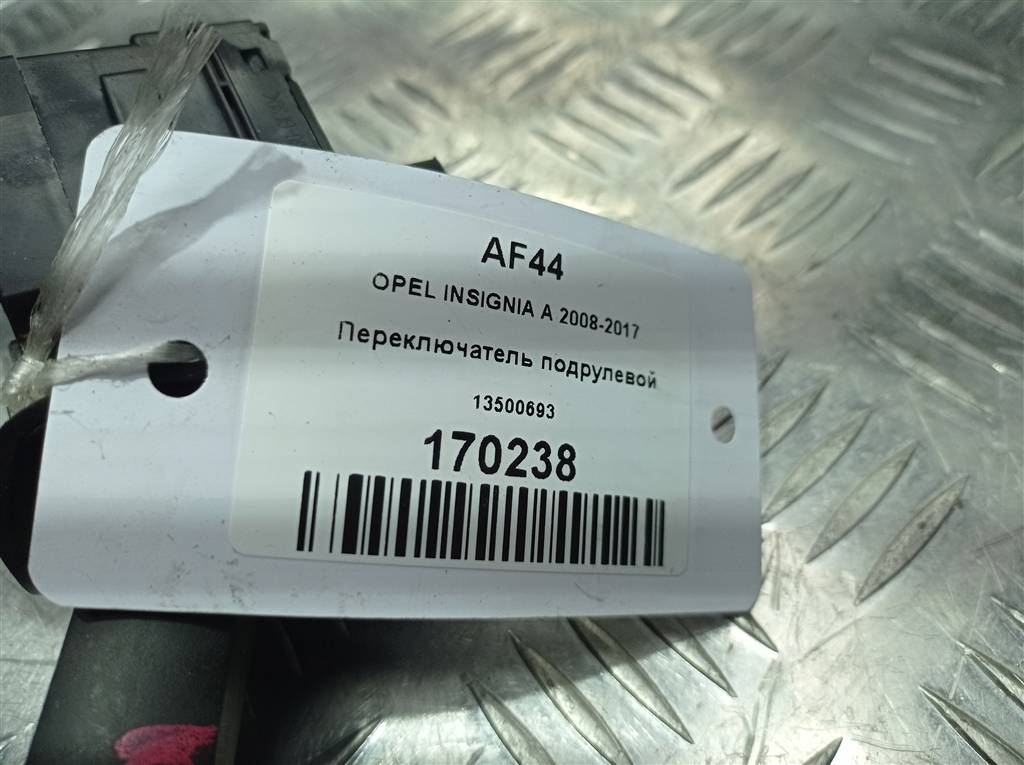 AF44
OPEL INSIGNIA A 2008-2017
Переключатель подрулевой
13500693
170238